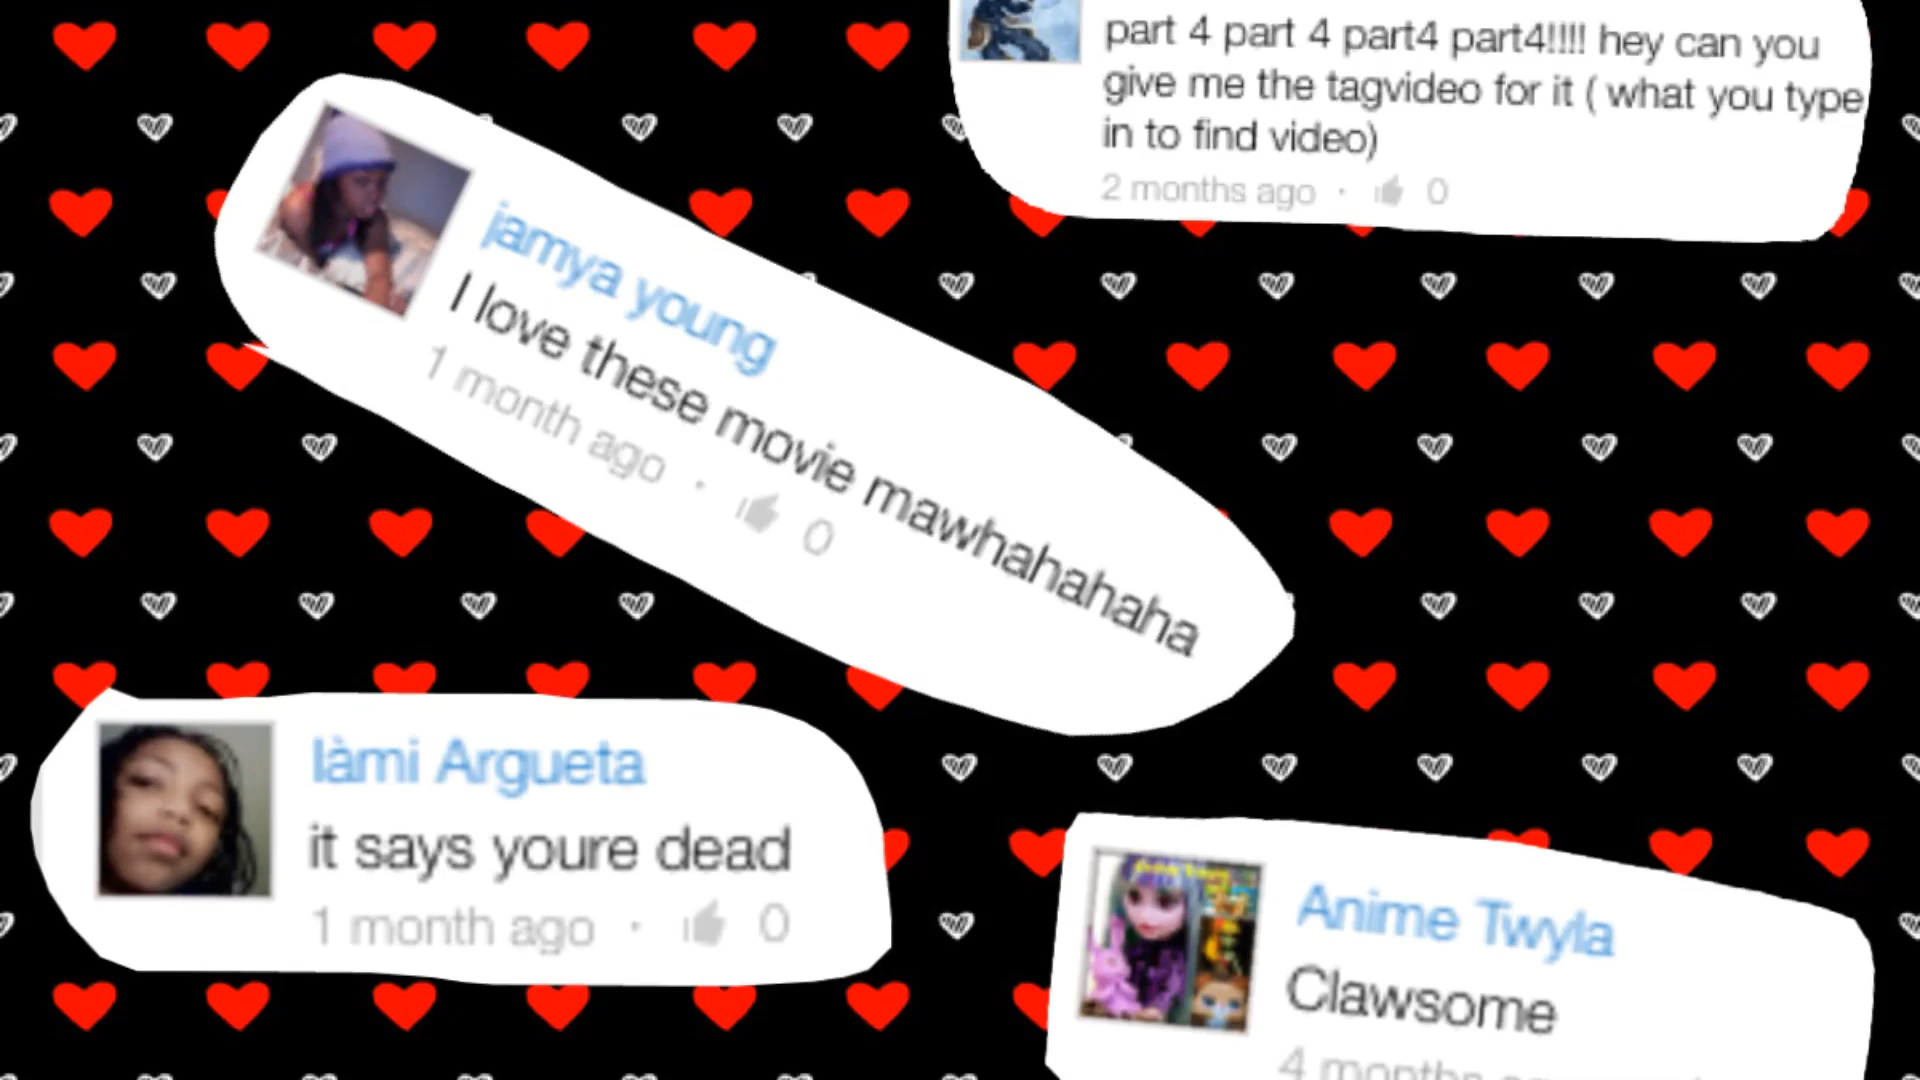 part 4 part 4 part4 part4!!!! hey can you
give me the tagvideo for it ( what you type
in to find video)
2 months ago · 0
jamya young
I love these movie mawhahahaha
1 month ago · 0
làmi Argueta
it says youre dead
1 month ago · 0
Anime Twyla
Clawsome
4 months